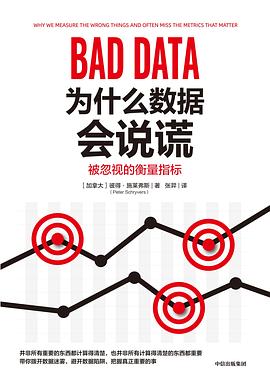 WHY WE MEASURE THE WRONG THINGS AND OFTEN MISS THE METRICS THAT MATTER
BAD DATA
为什么数据
会说谎
被忽视的衡量指标
[加拿大] 彼得·施莱弗斯 | 著 张羿 | 译
(Peter Schryvers)
并非所有重要的东西都计算得清楚，也并非所有计算得清楚的东西都重要
带你拨开数据迷雾，避开数据陷阱，把握真正重要的事
中信出版集团